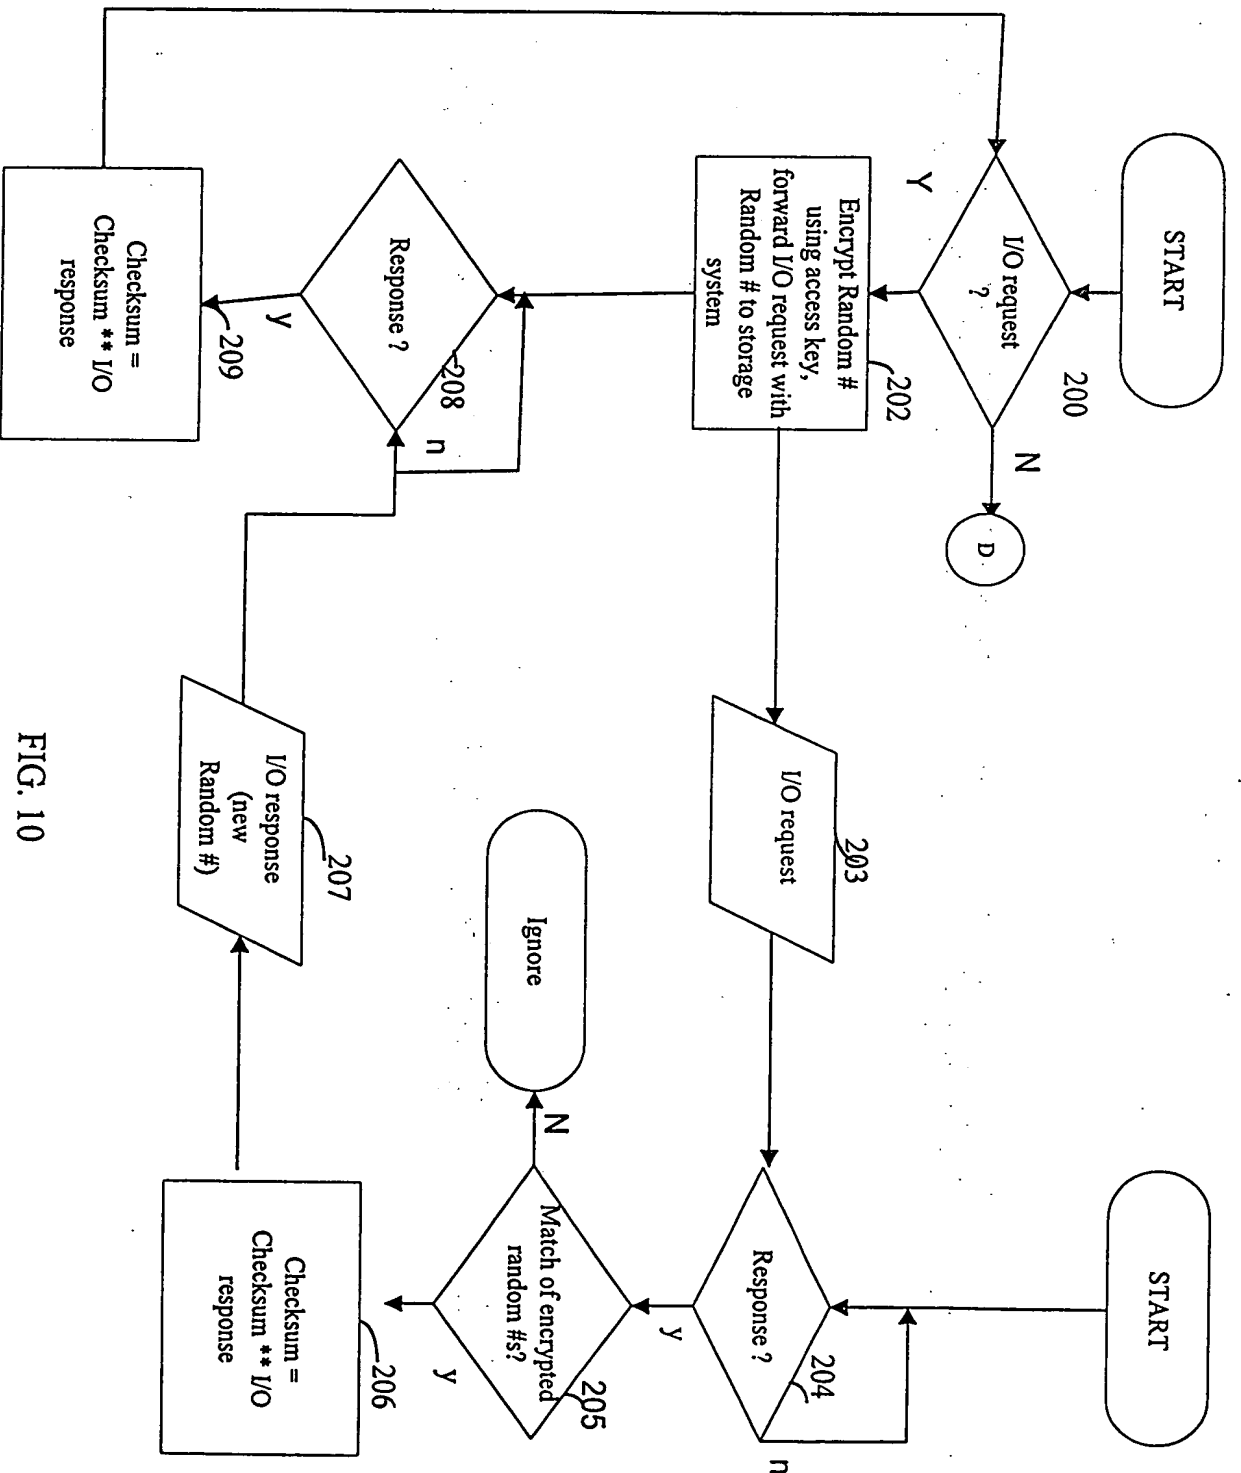 START
I/O request
?
200
N
D
Y
Encrypt Random #
using access key,
forward I/O request with
Random # to storage
system
202
Response ?
208
n
y
209
Checksum =
Checksum ** I/O
response
I/O request
203
I/O response
(new
Random #)
207
START
Response ?
204
n
y
Match of encrypted
random #s?
205
N
Ignore
y
Checksum =
Checksum ** I/O
response
206
FIG. 10